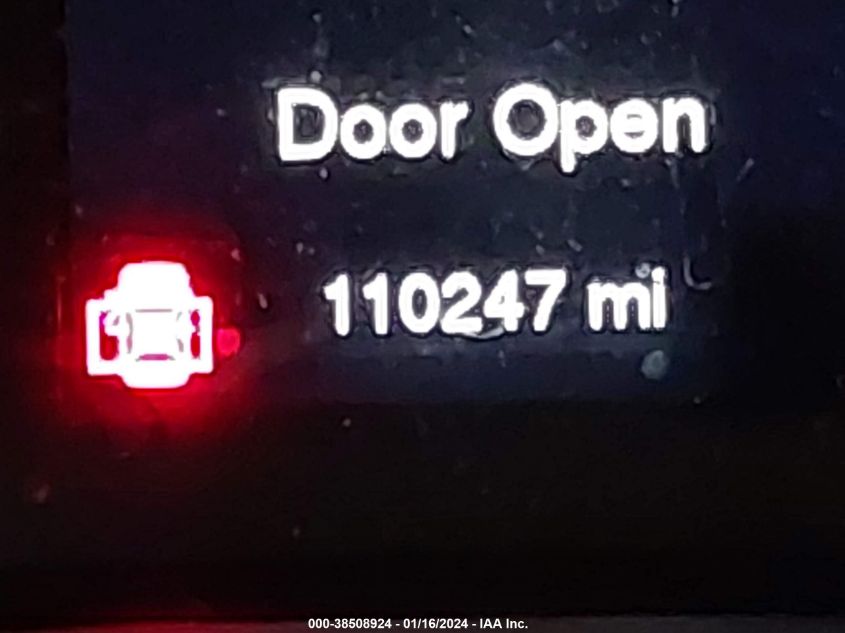 Door Open
110247 mi
000-38508924 - 01/16/2024 - IAA Inc.